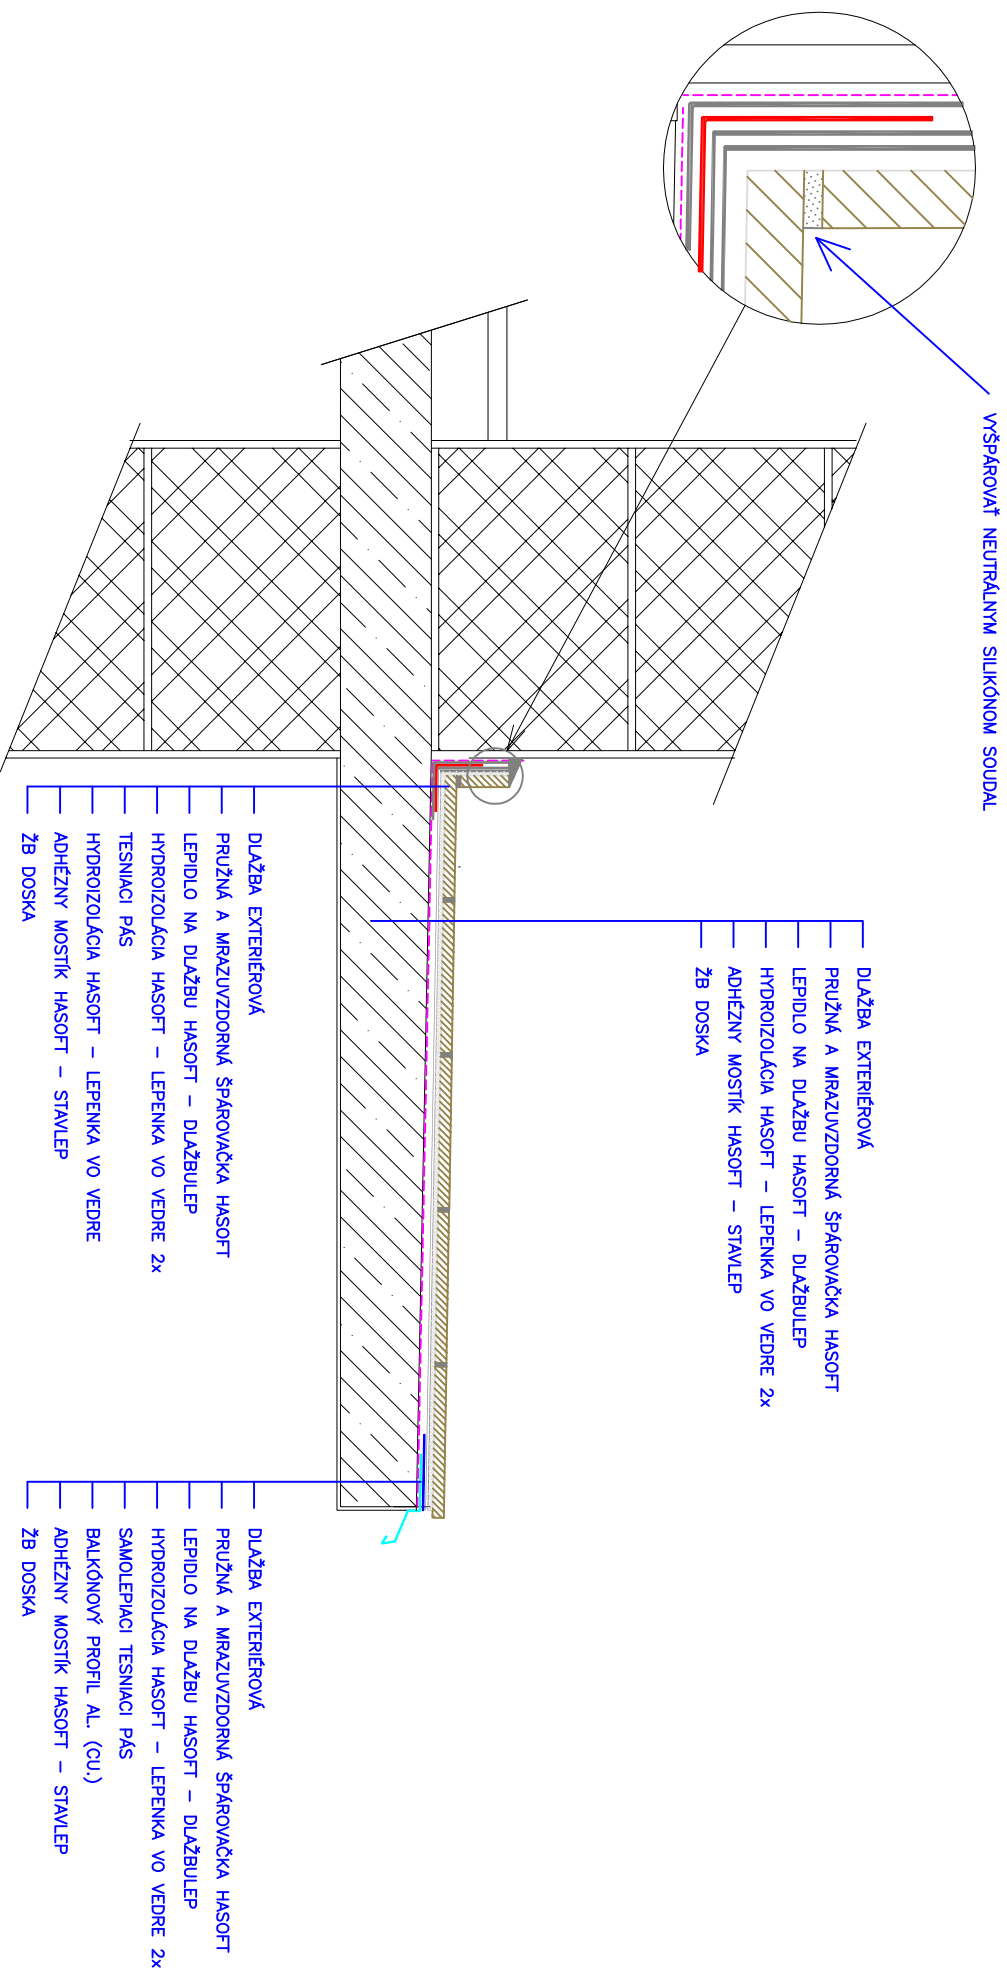 VYŠPÁROVAŤ NEUTRÁLNYM SILIKÓNOM SOUDAL
DLAŽBA EXTERIÉROVÁ
PRUŽNÁ A MRAZUVZDORNÁ ŠPÁROVAČKA HASOFT
LEPIDLO NA DLAŽBU HASOFT – DLAŽBULEP
HYDROIZOLÁCIA HASOFT – LEPENKA VO VEDRE 2x
ADHÉZNY MOSTÍK HASOFT – STAVLEP
ŽB DOSKA
DLAŽBA EXTERIÉROVÁ
PRUŽNÁ A MRAZUVZDORNÁ ŠPÁROVAČKA HASOFT
LEPIDLO NA DLAŽBU HASOFT – DLAŽBULEP
HYDROIZOLÁCIA HASOFT – LEPENKA VO VEDRE 2x
TESNIACI PÁS
HYDROIZOLÁCIA HASOFT – LEPENKA VO VEDRE
ADHÉZNY MOSTÍK HASOFT – STAVLEP
ŽB DOSKA
DLAŽBA EXTERIÉROVÁ
PRUŽNÁ A MRAZUVZDORNÁ ŠPÁROVAČKA HASOFT
LEPIDLO NA DLAŽBU HASOFT – DLAŽBULEP
HYDROIZOLÁCIA HASOFT – LEPENKA VO VEDRE 2x
SAMOLEPIACI TESNIACI PÁS
BALKÓNOVÝ PROFIL AL. (CU.)
ADHÉZNY MOSTÍK HASOFT – STAVLEP
ŽB DOSKA